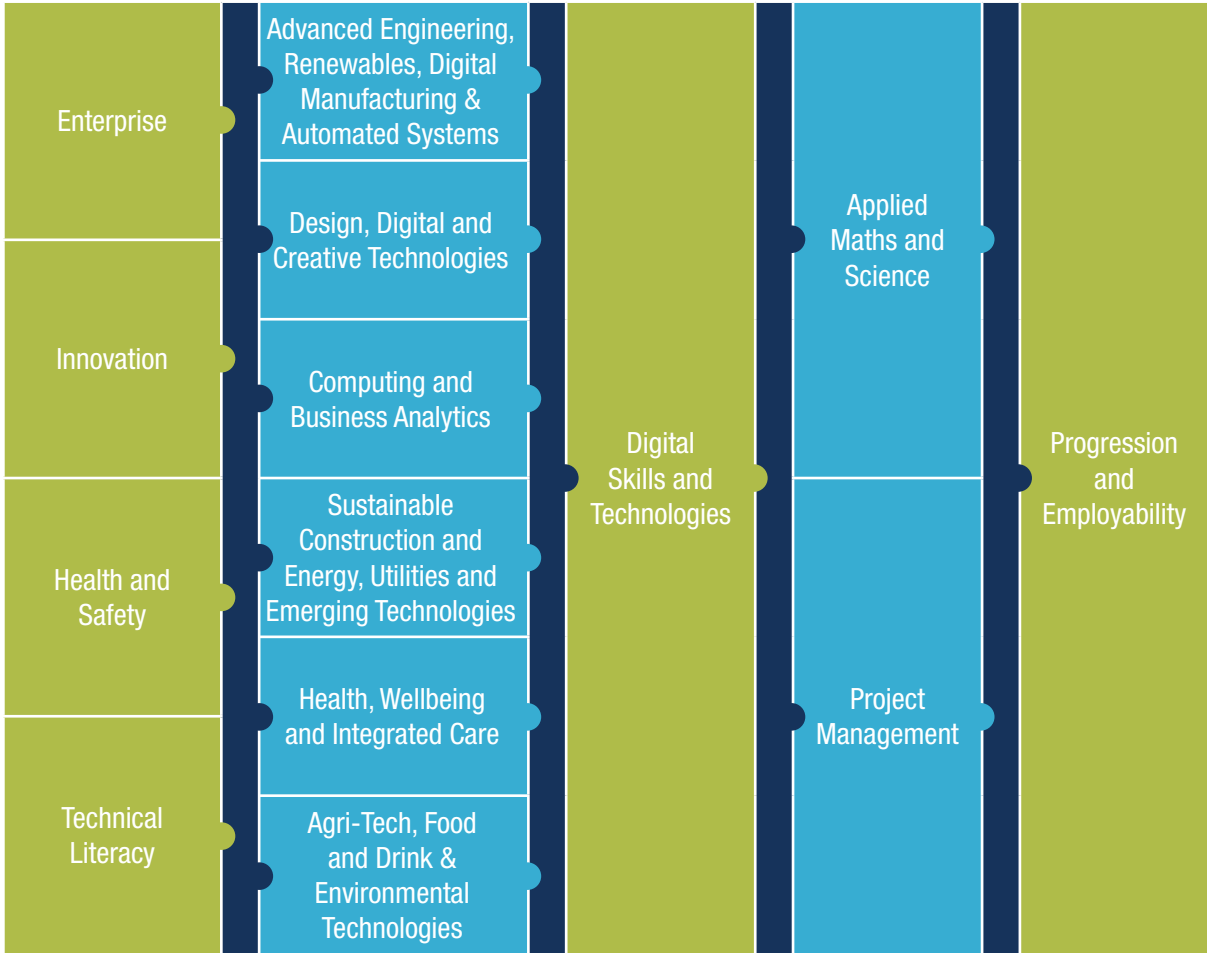 Enterprise
Innovation
Health and
Safety
Technical
Literacy
Advanced Engineering,
Renewables, Digital
Manufacturing &
Automated Systems
Design, Digital and
Creative Technologies
Computing and
Business Analytics
Sustainable
Construction and
Energy, Utilities and
Emerging Technologies
Health, Wellbeing
and Integrated Care
Agri-Tech, Food
and Drink &
Environmental
Technologies
Digital
Skills and
Technologies
Applied
Maths and
Science
Project
Management
Progression
and
Employability